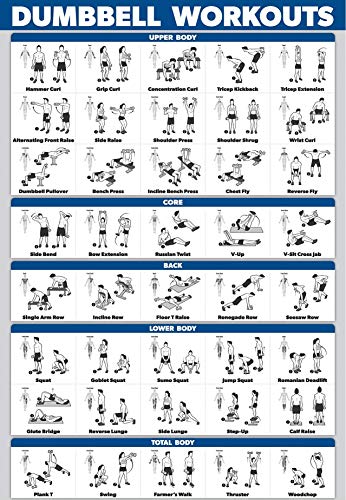 DUMBBELL WORKOUTS
UPPER BODY
Hammer Curl Grip Curl Concentration Curl Tricep Kickback Tricep Extension
Alternating Front Raise Side Raise Shoulder Press Shoulder Shrug Wrist Curl
Dumbbell Pullover Bench Press Incline Bench Press Chest Fly Reverse Fly
CORE
Side Bend Bow Extension Russian Twist V-Up V-Sit Cross jab
BACK
Single Arm Row Incline Row Floor T Raise Renegade Row Seesaw Row
LOWER BODY
Squat Goblet Squat Sumo Squat Jump Squat Romanian Deadlift
Glute Bridge Reverse Lunge Side Lunge Step-Up Calf Raise
TOTAL BODY
Plank T Swing Farmer's Walk Thruster Woodchop